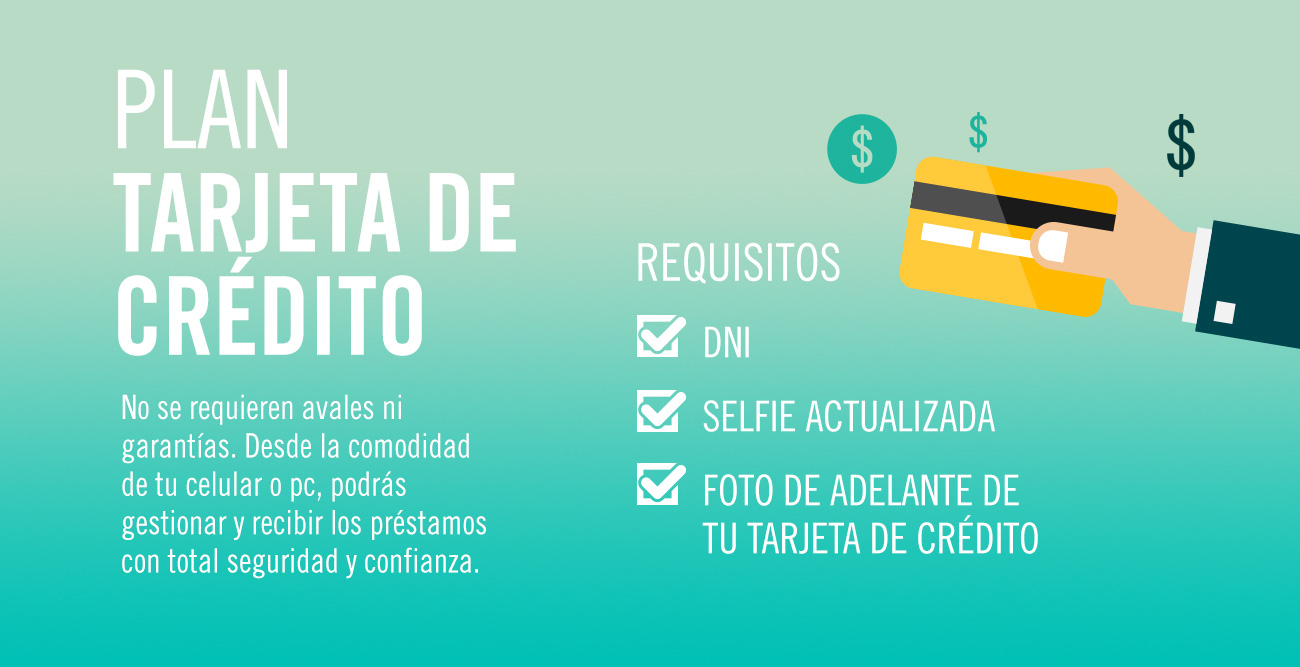 PLAN
TARJETA DE
CRÉDITO
No se requieren avales ni
garantías. Desde la comodidad
de tu celular o pc, podrás
gestionar y recibir los préstamos
con total seguridad y confianza.
REQUISITOS
DNI
SELFIE ACTUALIZADA
FOTO DE ADELANTE DE
TU TARJETA DE CRÉDITO
$
$
$